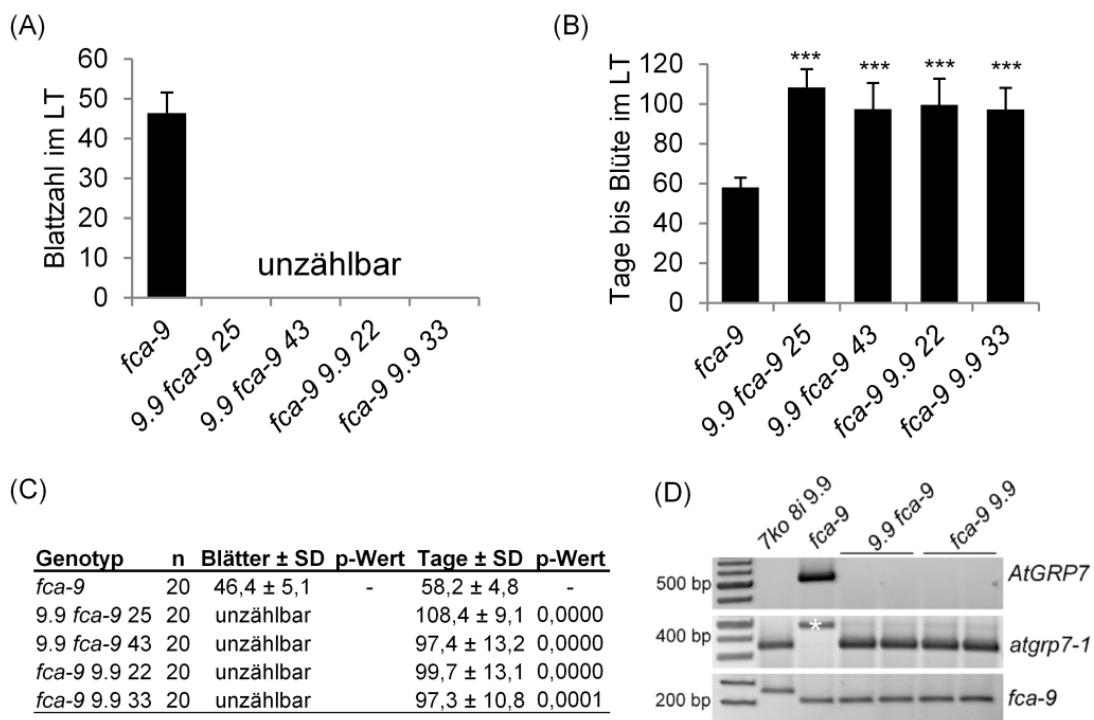 (A)
Blattzahl im LT
60
50
40
30
20
10
0
unzählbar
fca-9
9.9 fca-9 25
9.9 fca-9 43
fca-9 9.9 22
fca-9 9.9 33
(B)
Tage bis Blüte im LT
120
100
80
60
40
20
0
***
***
***
***
fca-9
9.9 fca-9 25
9.9 fca-9 43
fca-9 9.9 22
fca-9 9.9 33
(C)
Genotyp n Blätter ± SD p-Wert Tage ± SD p-Wert
fca-9 20 46,4 ± 5,1 - 58,2 ± 4,8 -
9.9 fca-9 25 20 unzählbar 108,4 ± 9,1 0,0000
9.9 fca-9 43 20 unzählbar 97,4 ± 13,2 0,0000
fca-9 9.9 22 20 unzählbar 99,7 ± 13,1 0,0000
fca-9 9.9 33 20 unzählbar 97,3 ± 10,8 0,0001
(D)
7ko 8i 9.9
fca-9
9.9 fca-9
fca-9 9.9
500 bp
AtGRP7
400 bp
*
atgrp7-1
200 bp
fca-9